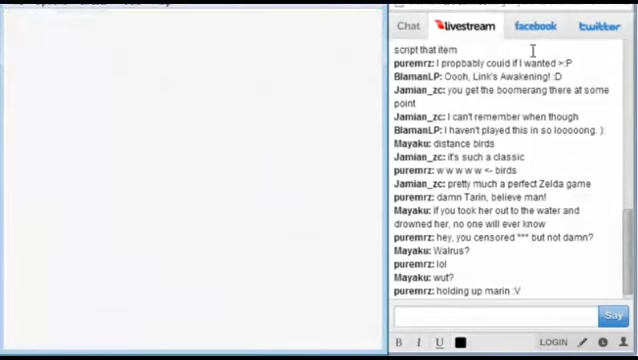 Chat livestream facebook twitter
script that item
puremrz: I propbably could if I wanted >:P
BlamanLP: Oooh, Link's Awakening! :D
Jamian_zc: you get the boomerang there at some
point
Jamian_zc: I can't remember when though
BlamanLP: I haven't played this in so looooong. ):
Mayaku: distance birds
Jamian_zc: it's such a classic
puremrz: w w w w w <- birds
Jamian_zc: pretty much a perfect Zelda game
puremrz: damn Tarin, believe man!
Mayaku: if you took her out to the water and
drowned her, no one will ever know
puremrz: hey, you censored *** but not damn?
Mayaku: Walrus?
puremrz: lol
Mayaku: wut?
puremrz: holding up marin :V
Say
B I U LOGIN